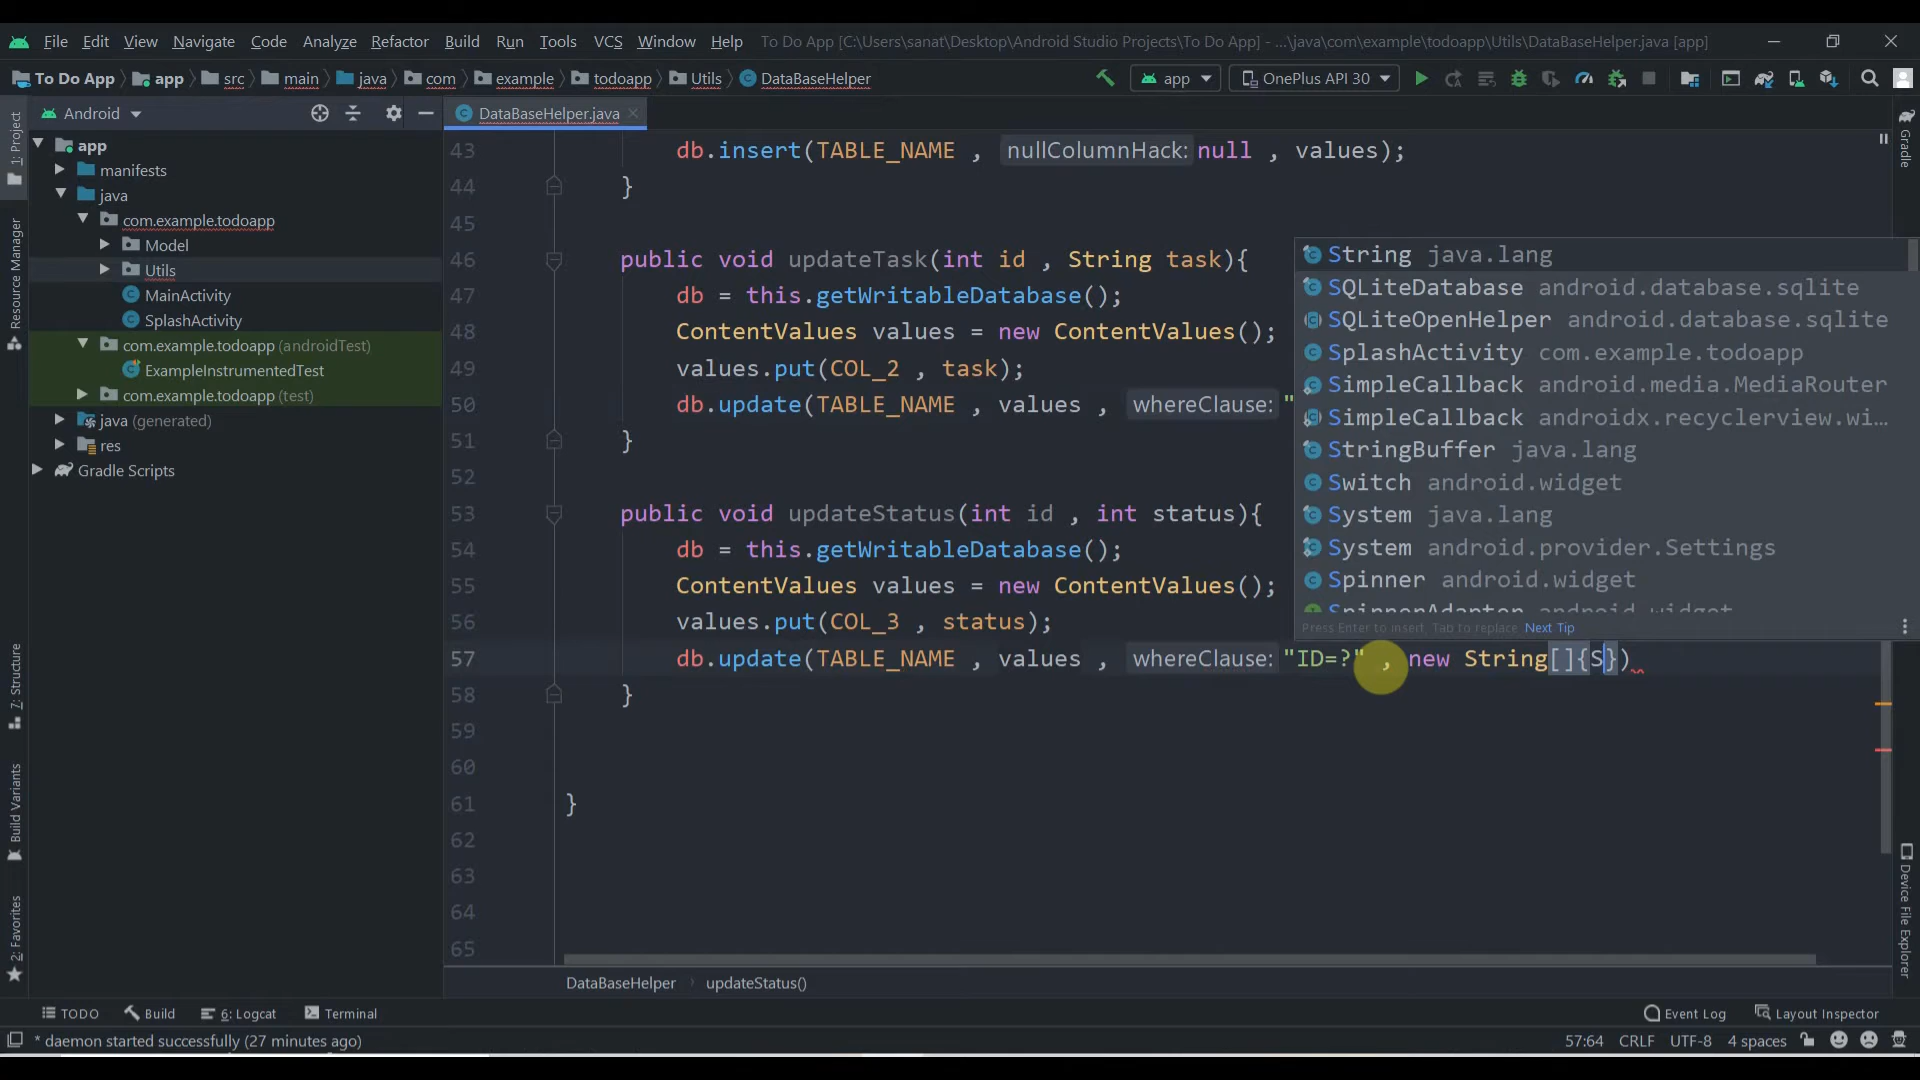 File Edit View Navigate Code Analyze Refactor Build Run Tools VCS Window Help To Do App [C:\Users\sanat\Desktop\Android Studio Projects\To Do App] - ...\java\com\example\todoapp\Utils\DataBaseHelper.java [app]
To Do App app src main java com example todoapp Utils DataBaseHelper app OnePlus API 30
Android DataBaseHelper.java
1: Project
Resource Manager
7: Structure
Build Variants
2: Favorites
app
manifests
java
com.example.todoapp
Model
Utils
MainActivity
SplashActivity
com.example.todoapp (androidTest)
ExampleInstrumentedTest
com.example.todoapp (test)
java (generated)
res
Gradle Scripts
43 db.insert(TABLE_NAME , nullColumnHack: null , values);
44 }
45
46 public void updateTask(int id , String task){
47 db = this.getWritableDatabase();
48 ContentValues values = new ContentValues();
49 values.put(COL_2 , task);
50 db.update(TABLE_NAME , values , whereClause: "
51 }
52
53 public void updateStatus(int id , int status){
54 db = this.getWritableDatabase();
55 ContentValues values = new ContentValues();
56 values.put(COL_3 , status);
57 db.update(TABLE_NAME , values , whereClause: "ID=?" , new String[]{S})
58 }
59
60
61 }
62
63
64
65
String java.lang
SQLiteDatabase android.database.sqlite
SQLiteOpenHelper android.database.sqlite
SplashActivity com.example.todoapp
SimpleCallback android.media.MediaRouter
SimpleCallback androidx.recyclerview.wi...
StringBuffer java.lang
Switch android.widget
System java.lang
System android.provider.Settings
Spinner android.widget
SpinnerAdapter android.widget
Press Enter to insert, Tab to replace Next Tip
Gradle
Device File Explorer
DataBaseHelper updateStatus()
TODO Build 6: Logcat Terminal Event Log Layout Inspector
* daemon started successfully (27 minutes ago) 57:64 CRLF UTF-8 4 spaces